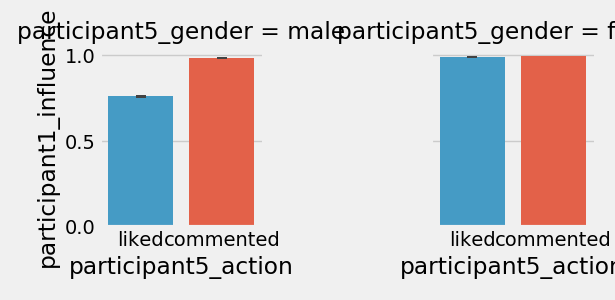 participant5_gender = male
participant5_gender = f
participant1_influence
1.0
0.5
0.0
liked commented
liked commented
participant5_action
participant5_action